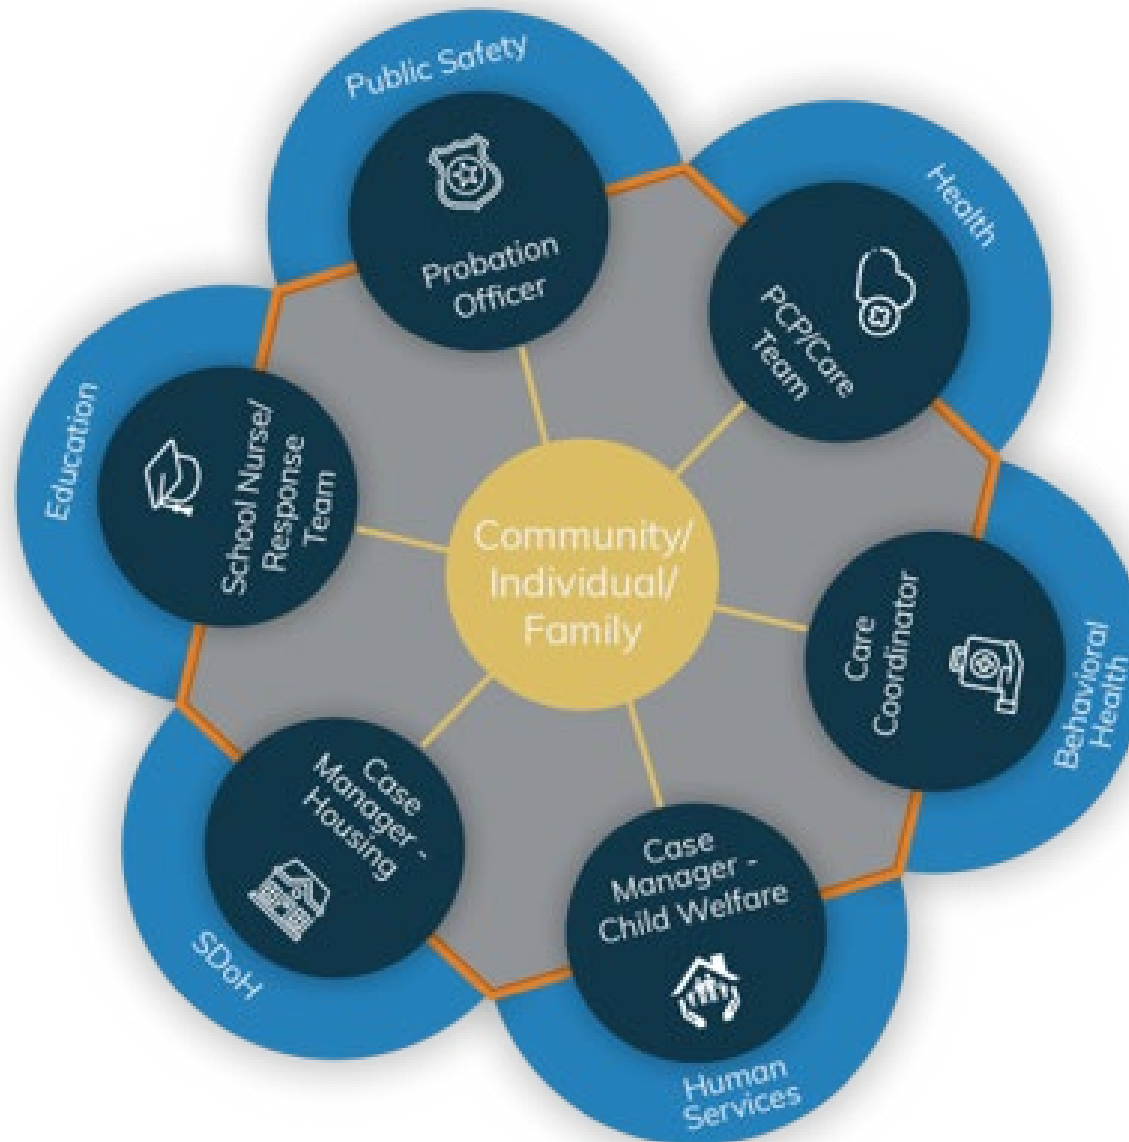 Public Safety
Probation
Officer
Health
PCP/Care
Team
Behavioral
Health
Care
Coordinator
Human
Services
Case
Manager -
Child Welfare
SDoH
Case
Manager -
Housing
Education
School Nurse/
Response
Team
Community/
Individual/
Family